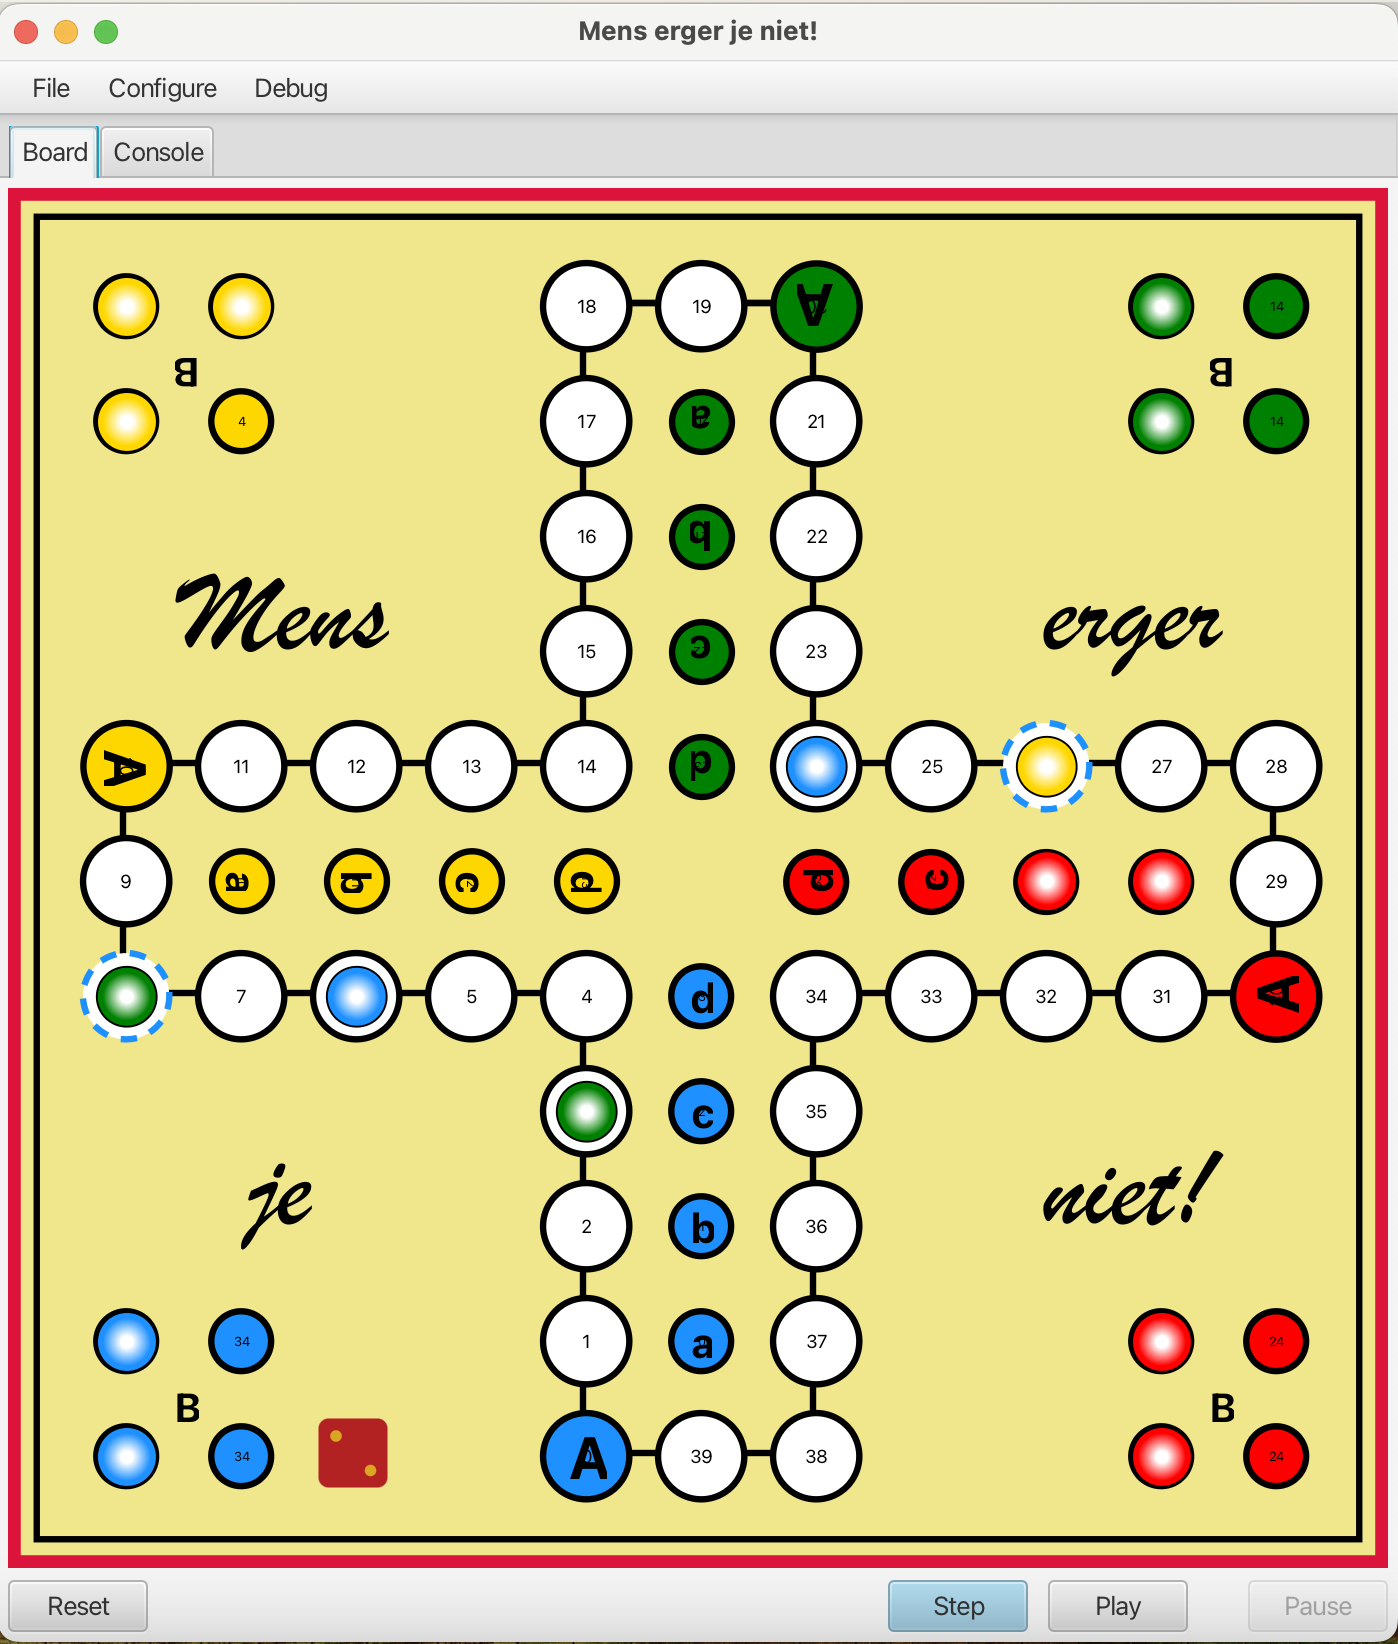 Mens erger je niet!
File Configure Debug
Board Console
18 19 A
B B
14
17 a 21
4 14
16 b 22
Mens erger
15 c 23
A 11 12 13 14 d 25 27 28
9 a b c d d c 29
7 5 4 d 34 33 32 31 A
c 35
je niet!
2 b 36
34 1 a 37 24
B B
34 A 39 38 24
Reset Step Play Pause